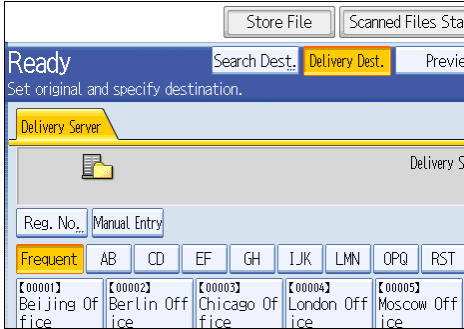 Store File Scanned Files Sta
Ready Search Dest. Delivery Dest. Previe
Set original and specify destination.
Delivery Server
Delivery S
Reg. No. Manual Entry
Frequent AB CD EF GH IJK LMN OPQ RST
【00001】 【00002】 【00003】 【00004】 【00005】
Beijing Of Berlin Off Chicago Of London Off Moscow Off
fice ice fice ice ice